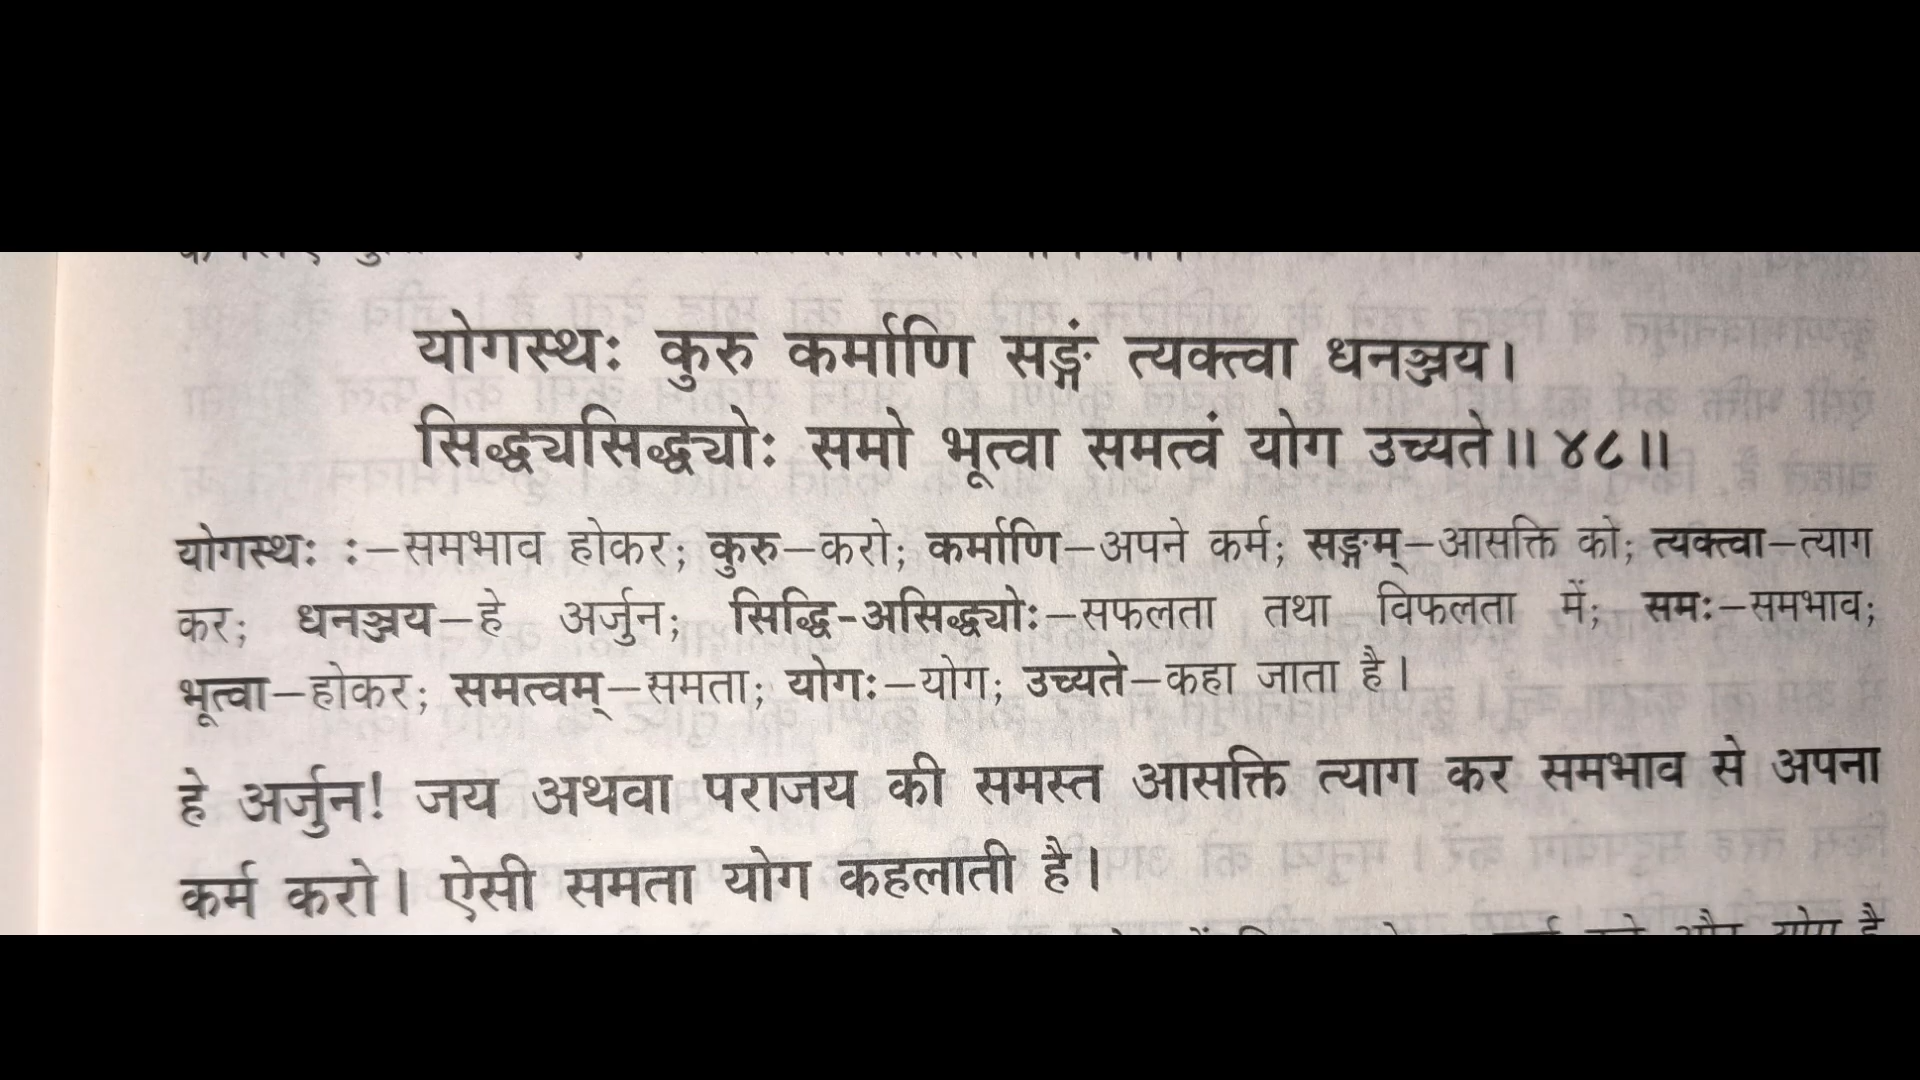 योगस्थः कुरु कर्माणि सङ्गं त्यक्त्वा धनञ्जय।
सिद्ध्यसिद्ध्योः समो भूत्वा समत्वं योग उच्यते॥४८॥
योगस्थः :–समभाव होकर; कुरु–करो; कर्माणि–अपने कर्म; सङ्गम्–आसक्ति को; त्यक्त्वा–त्याग
कर; धनञ्जय–हे अर्जुन; सिद्धि-असिद्ध्योः–सफलता तथा विफलता में; समः–समभाव;
भूत्वा–होकर; समत्वम्–समता; योगः–योग; उच्यते–कहा जाता है।
हे अर्जुन! जय अथवा पराजय की समस्त आसक्ति त्याग कर समभाव से अपना
कर्म करो। ऐसी समता योग कहलाती है।